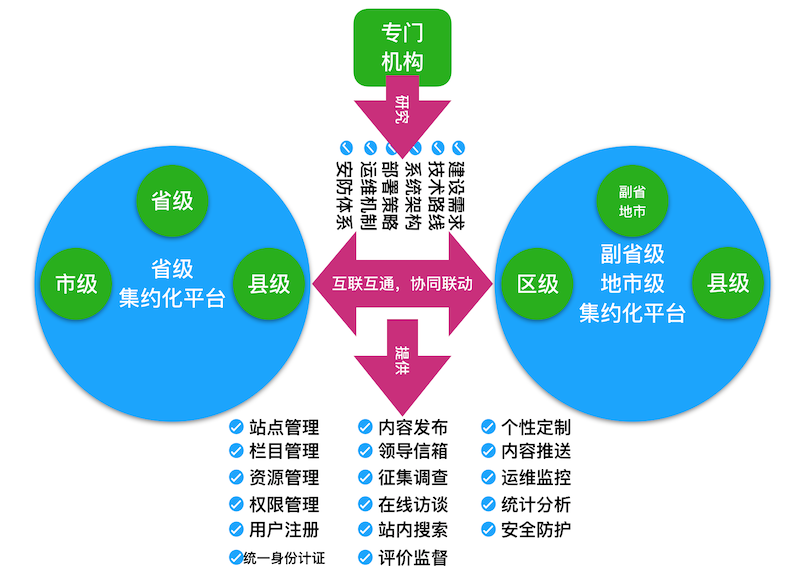 专门
机构
研究
建设需求
技术路线
系统架构
部署策略
运维机制
安防体系
省级
市级
县级
省级
集约化平台
互联互通，协同联动
副省
地市
区级
县级
副省级
地市级
集约化平台
提供
站点管理
栏目管理
资源管理
权限管理
用户注册
统一身份计证
内容发布
领导信箱
征集调查
在线访谈
站内搜索
评价监督
个性定制
内容推送
运维监控
统计分析
安全防护